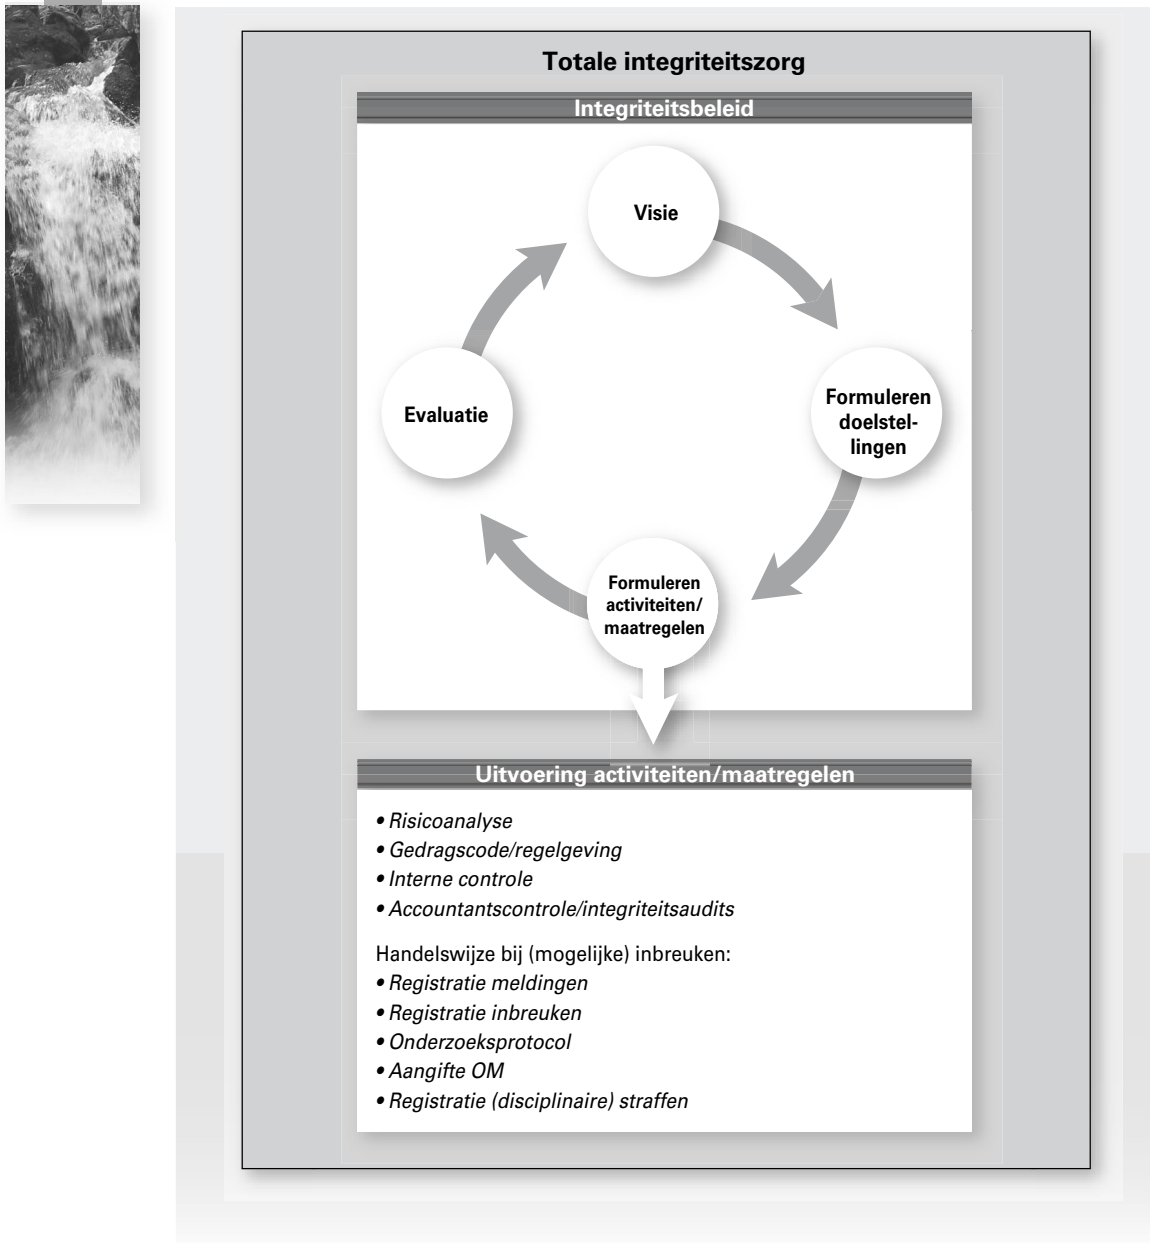 Totale integriteitszorg
Integriteitsbeleid
Visie
Formuleren
doelstel-
lingen
Evaluatie
Formuleren
activiteiten/
maatregelen
Uitvoering activiteiten/maatregelen
• Risicoanalyse
• Gedragscode/regelgeving
• Interne controle
• Accountantscontrole/integriteitsaudits
Handelswijze bij (mogelijke) inbreuken:
• Registratie meldingen
• Registratie inbreuken
• Onderzoeksprotocol
• Aangifte OM
• Registratie (disciplinaire) straffen